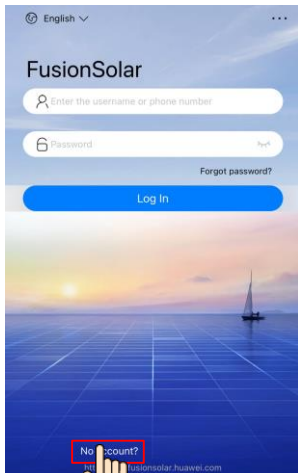 English
...
FusionSolar
Enter the username or phone number
Password
Forgot password?
Log In
No account?
fusionsolar.huawei.com